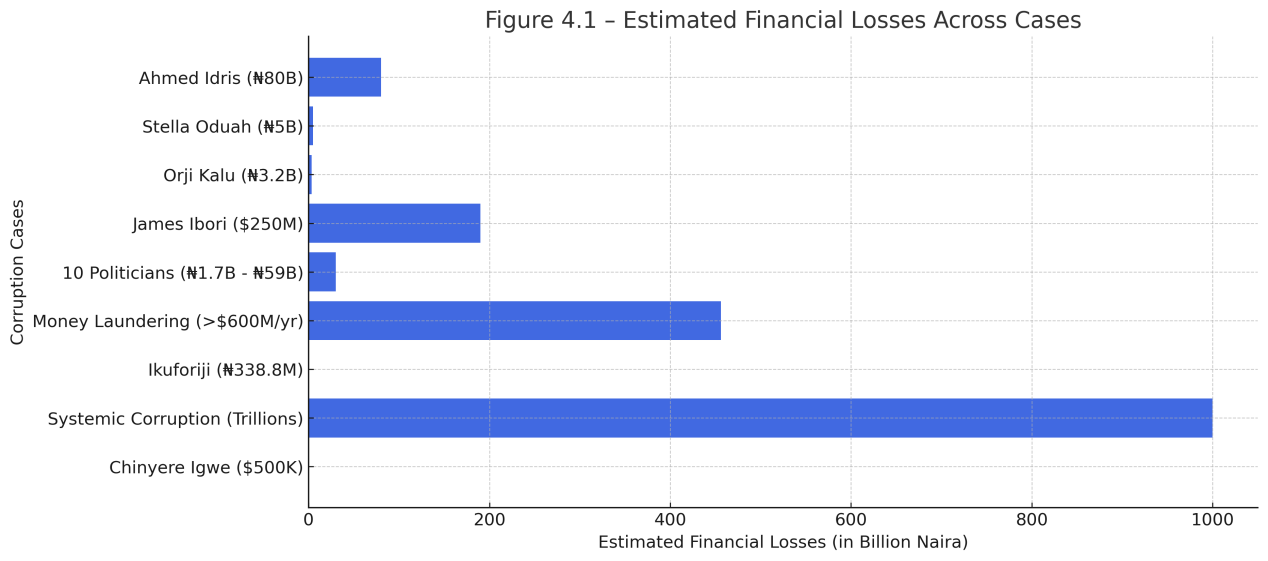 Figure 4.1 – Estimated Financial Losses Across Cases
Corruption Cases
Ahmed Idris (₦80B)
Stella Oduah (₦5B)
Orji Kalu (₦3.2B)
James Ibori ($250M)
10 Politicians (₦1.7B - ₦59B)
Money Laundering (>$600M/yr)
Ikuforiji (₦338.8M)
Systemic Corruption (Trillions)
Chinyere Igwe ($500K)
0 200 400 600 800 1000
Estimated Financial Losses (in Billion Naira)